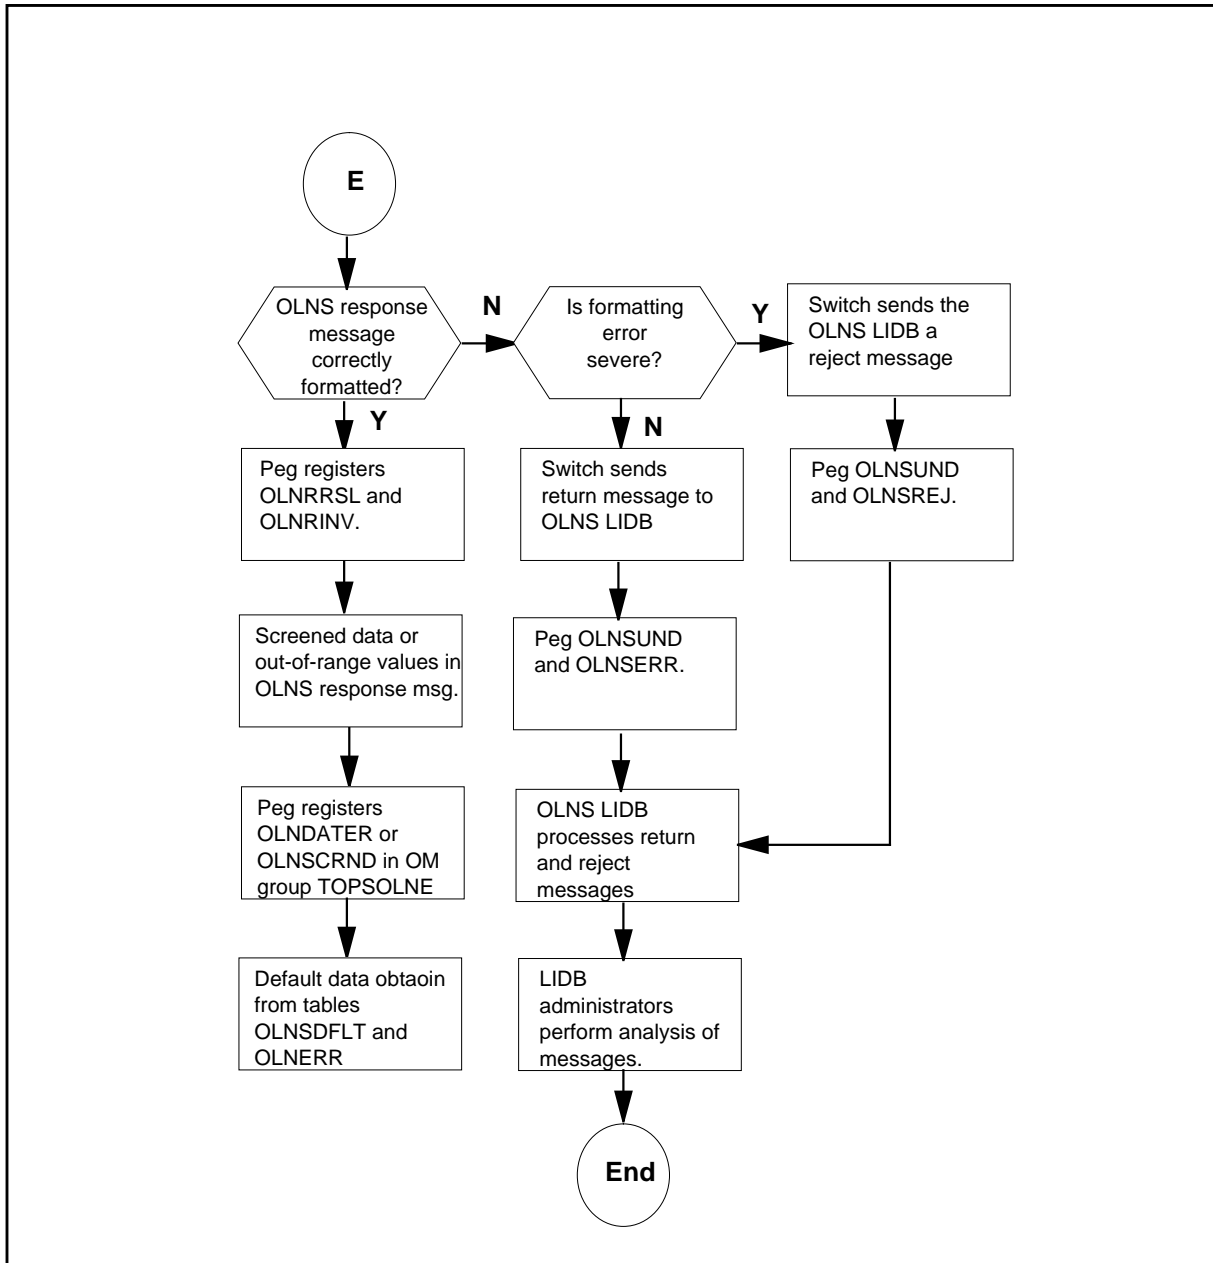 E
OLNS response
message
correctly
formatted?
N
Is formatting
error
severe?
Y
Switch sends the
OLNS LIDB a
reject message
Y
Peg registers
OLNRRSL and
OLNRINV.
N
Switch sends
return message to
OLNS LIDB
Peg OLNSUND
and OLNSREJ.
Screened data or
out-of-range values in
OLNS response msg.
Peg OLNSUND
and OLNSERR.
Peg registers
OLNDATER or
OLNSCRND in OM
group TOPSOLNE
OLNS LIDB
processes return
and reject
messages
Default data obtaoin
from tables
OLNSDFLT and
OLNERR
LIDB
administrators
perform analysis of
messages.
End